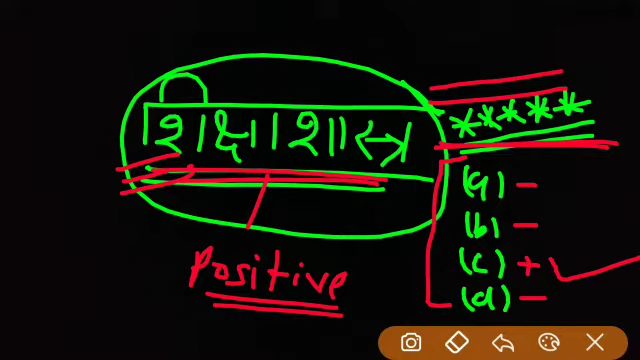 शिक्षा शास्त्र
*****
(a) -
(b) -
(c) +
(d) -
Positive